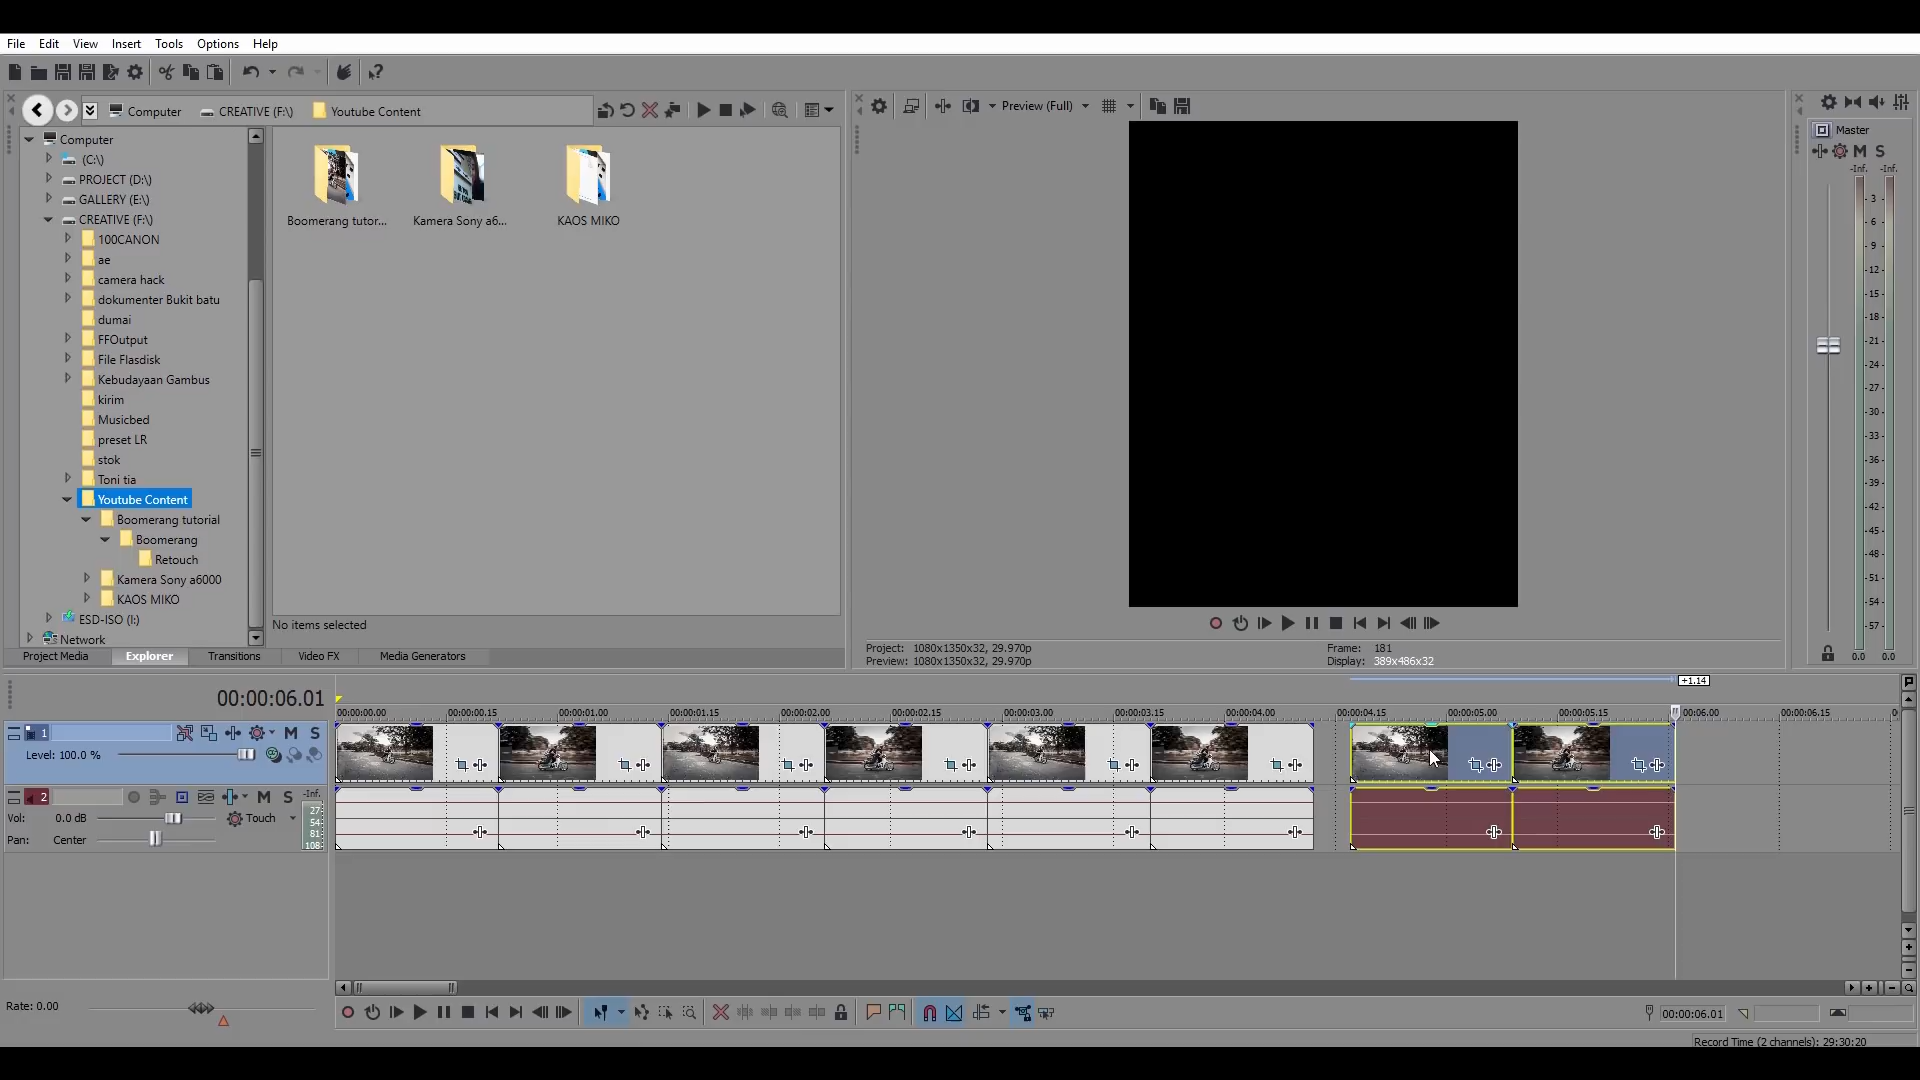 File Edit View Insert Tools Options Help
Computer CREATIVE (F:\) Youtube Content
Preview (Full)
Computer
(C:\)
PROJECT (D:\)
GALLERY (E:\)
CREATIVE (F:\)
100CANON
ae
camera hack
dokumenter Bukit batu
dumai
FFOutput
File Flasdisk
Kebudayaan Gambus
kirim
Musicbed
preset LR
stok
Toni tia
Youtube Content
Boomerang tutorial
Boomerang
Retouch
Kamera Sony a6000
KAOS MIKO
ESD-ISO (I:)
Network
Boomerang tutor... Kamera Sony a6... KAOS MIKO
No items selected
Project Media Explorer Transitions Video FX Media Generators
Project: 1080x1350x32, 29.970p
Preview: 1080x1350x32, 29.970p
Frame: 181
Display: 389x486x32
Master
M S
-Inf. -Inf.
- 3 -
- 6 -
- 9 -
- 12 -
- 15 -
- 18 -
- 21 -
- 24 -
- 27 -
- 30 -
- 33 -
- 36 -
- 39 -
- 42 -
- 45 -
- 48 -
- 51 -
- 54 -
- 57 -
0.0 0.0
00:00:06.01
+1.14
00:00:00.00 00:00:00.15 00:00:01.00 00:00:01.15 00:00:02.00 00:00:02.15 00:00:03.00 00:00:03.15 00:00:04.00 00:00:04.15 00:00:05.00 00:00:05.15 00:00:06.00 00:00:06.15
1 M S
Level: 100.0 %
2 M S -Inf.
Vol: 0.0 dB Touch
Pan: Center
27
54
81
108
Rate: 0.00
00:00:06.01
Record Time (2 channels): 29:30:20